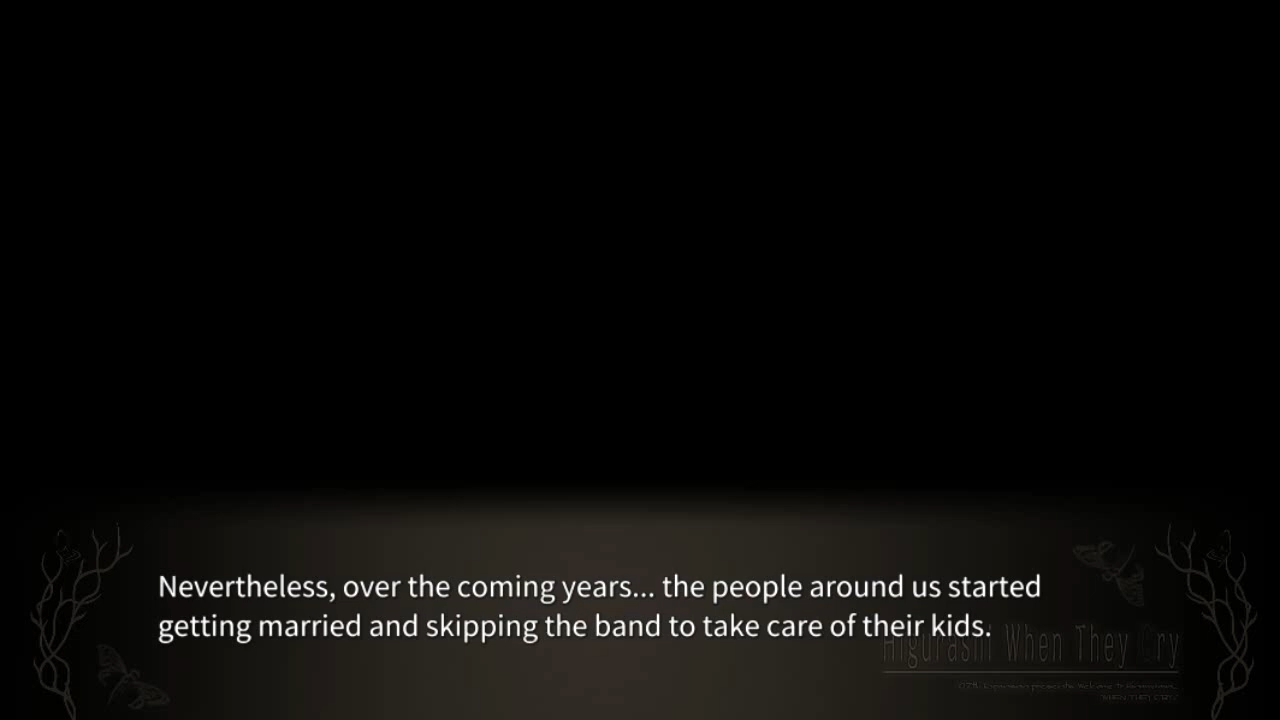 Nevertheless, over the coming years... the people around us started
getting married and skipping the band to take care of their kids.
Higurashi When They Cry